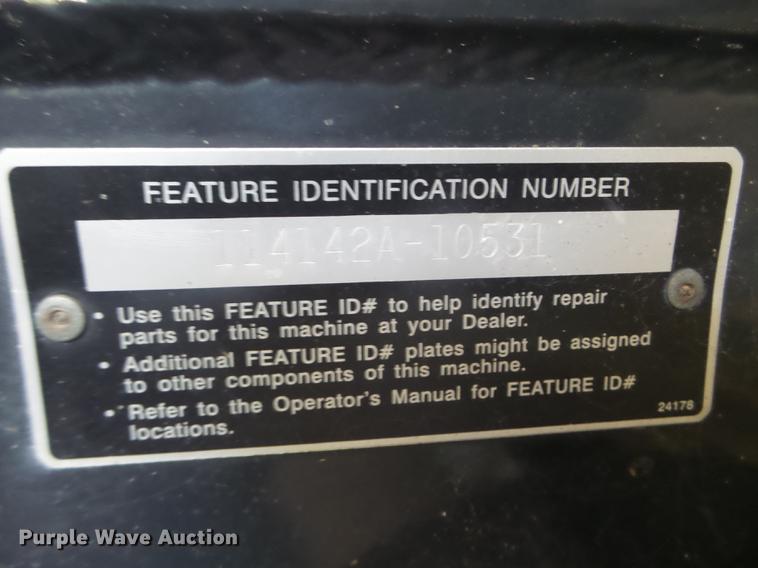 FEATURE IDENTIFICATION NUMBER
114142A-10531
• Use this FEATURE ID# to help identify repair
parts for this machine at your Dealer.
• Additional FEATURE ID# plates might be assigned
to other components of this machine.
• Refer to the Operator's Manual for FEATURE ID#
locations.
24178
Purple Wave Auction